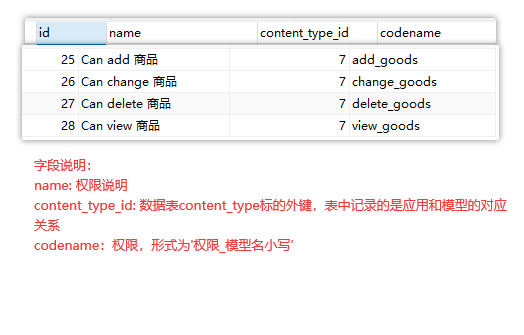 id name content_type_id codename
25 Can add 商品 7 add_goods
26 Can change 商品 7 change_goods
27 Can delete 商品 7 delete_goods
28 Can view 商品 7 view_goods
字段说明：
name: 权限说明
content_type_id: 数据表content_type标的外键，表中记录的是应用和模型的对应
关系
codename：权限，形式为'权限_模型名小写'